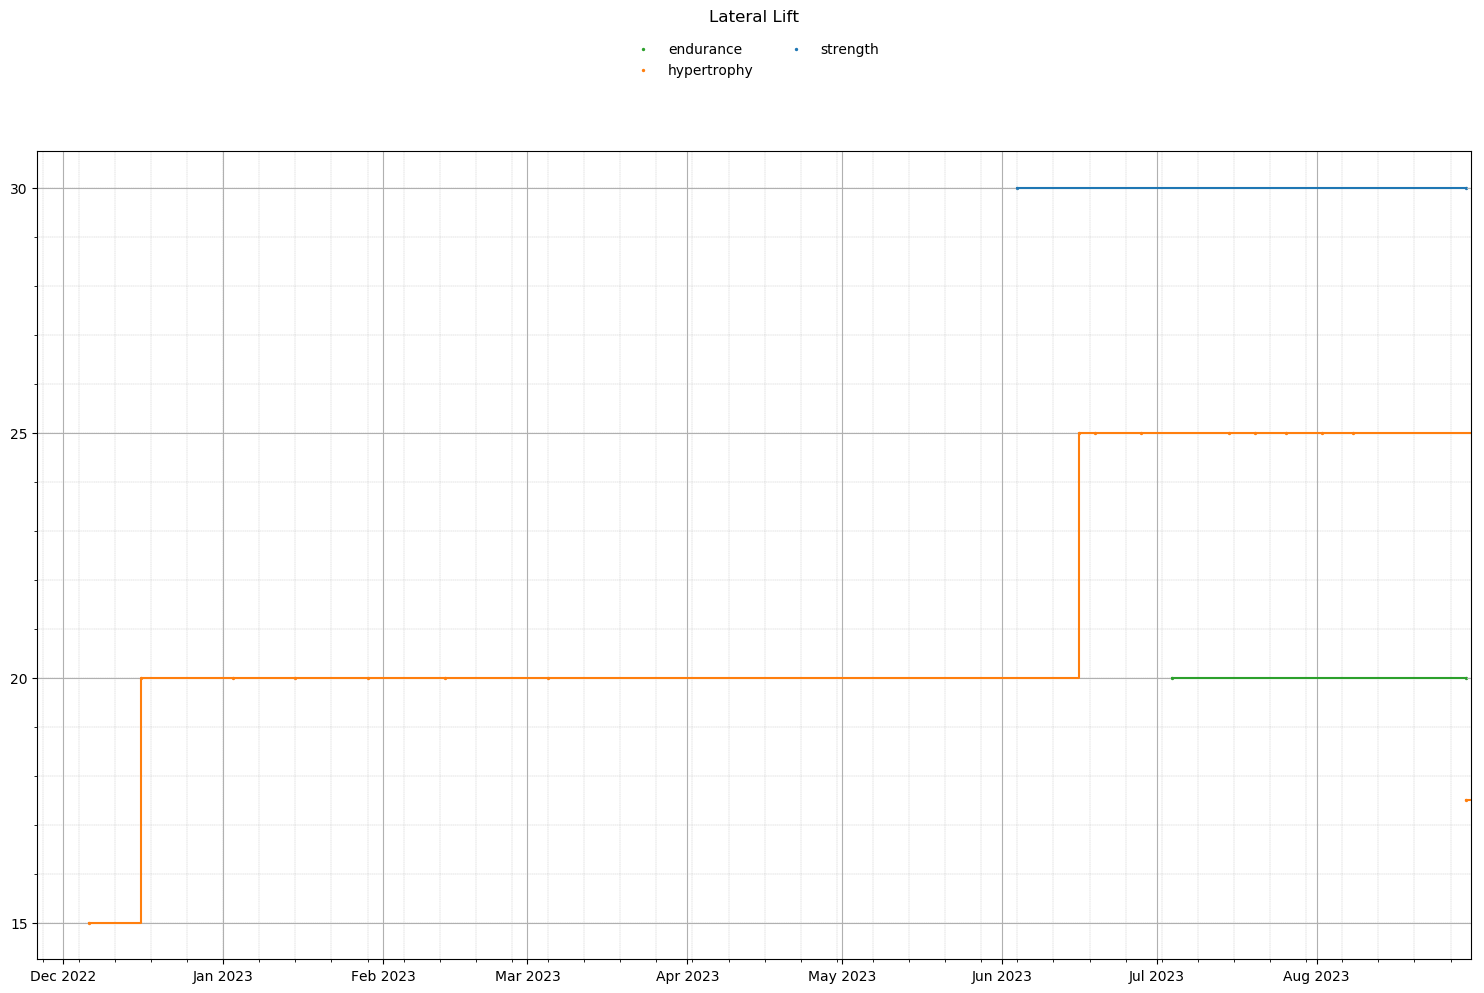 Lateral Lift
endurance
hypertrophy
strength
30
25
20
15
Dec 2022
Jan 2023
Feb 2023
Mar 2023
Apr 2023
May 2023
Jun 2023
Jul 2023
Aug 2023